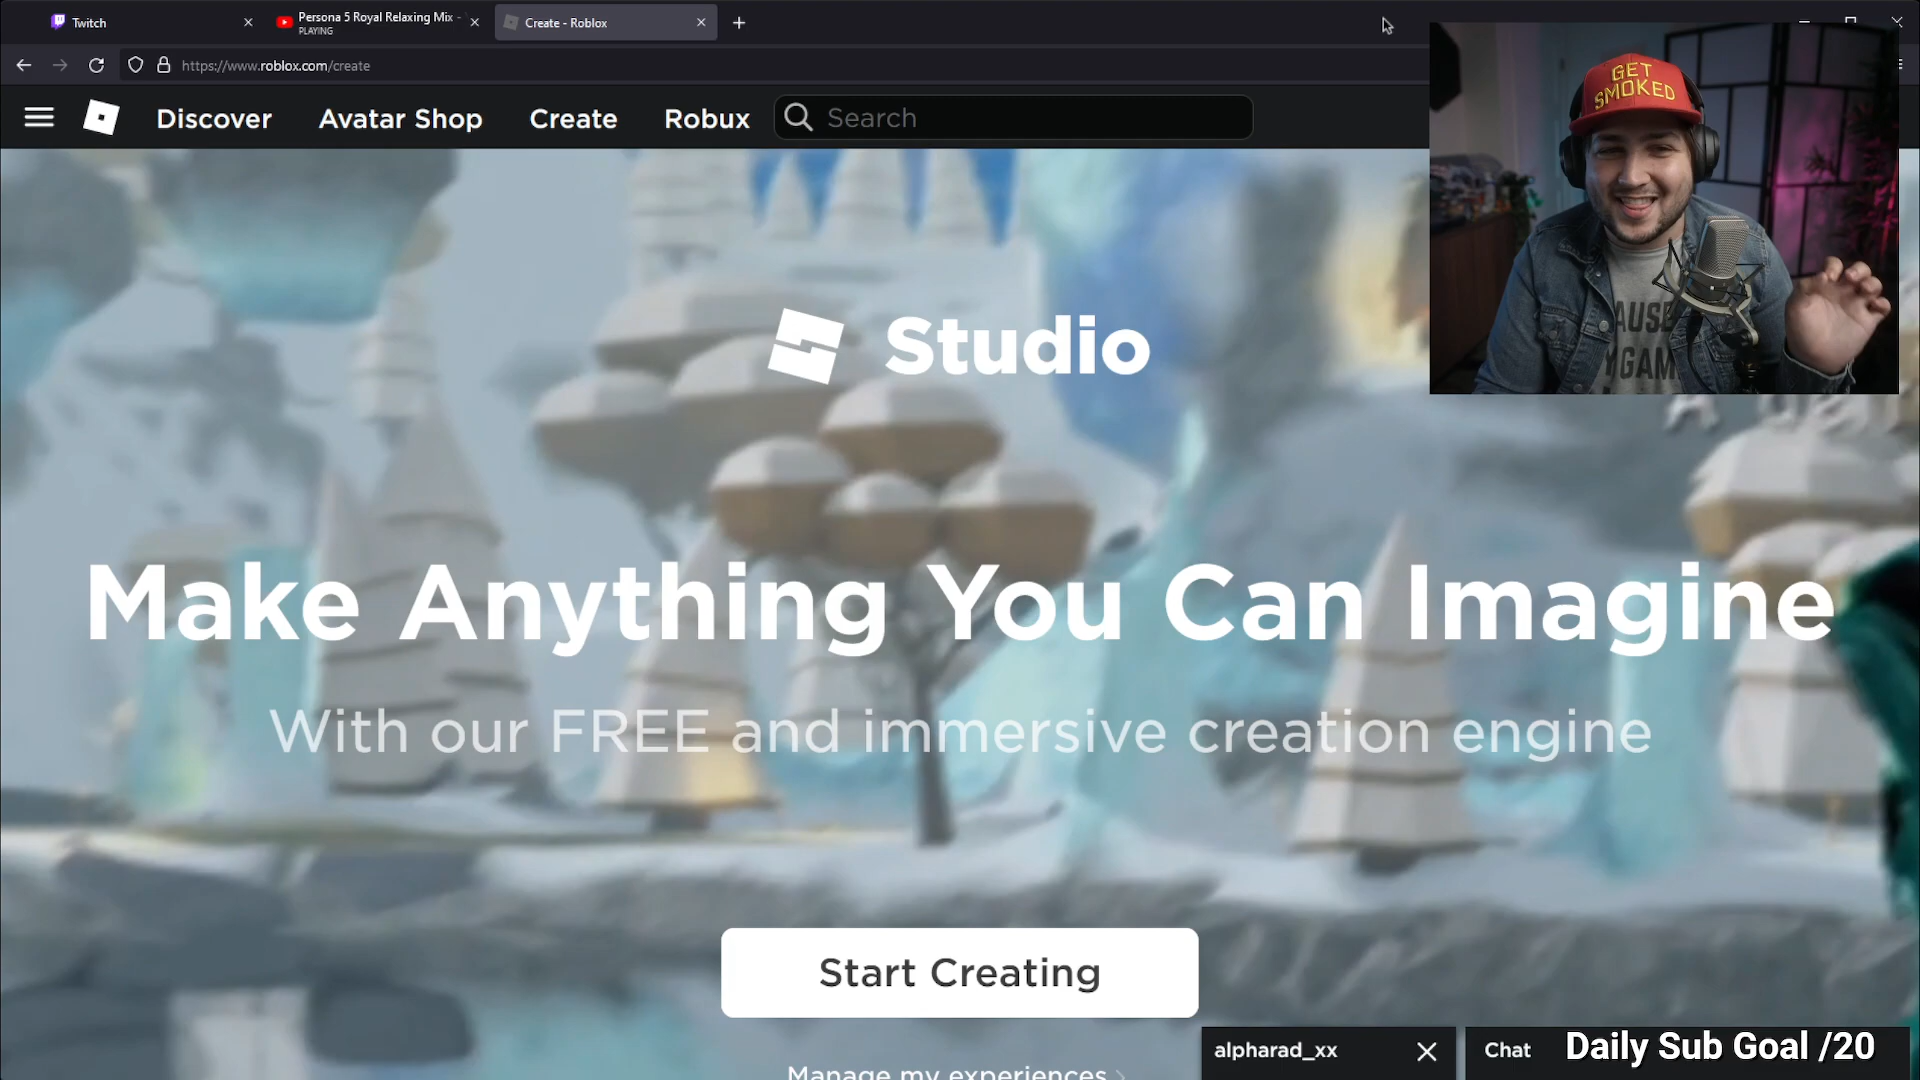 Twitch
Persona 5 Royal Relaxing Mix -
PLAYING
Create - Roblox
https://www.roblox.com/create
Discover
Avatar Shop
Create
Robux
Search
GET
SMOKED
Studio
Make Anything You Can Imagine
With our FREE and immersive creation engine
Start Creating
Manage my experiences
alpharad_xx
Chat
Daily Sub Goal /20